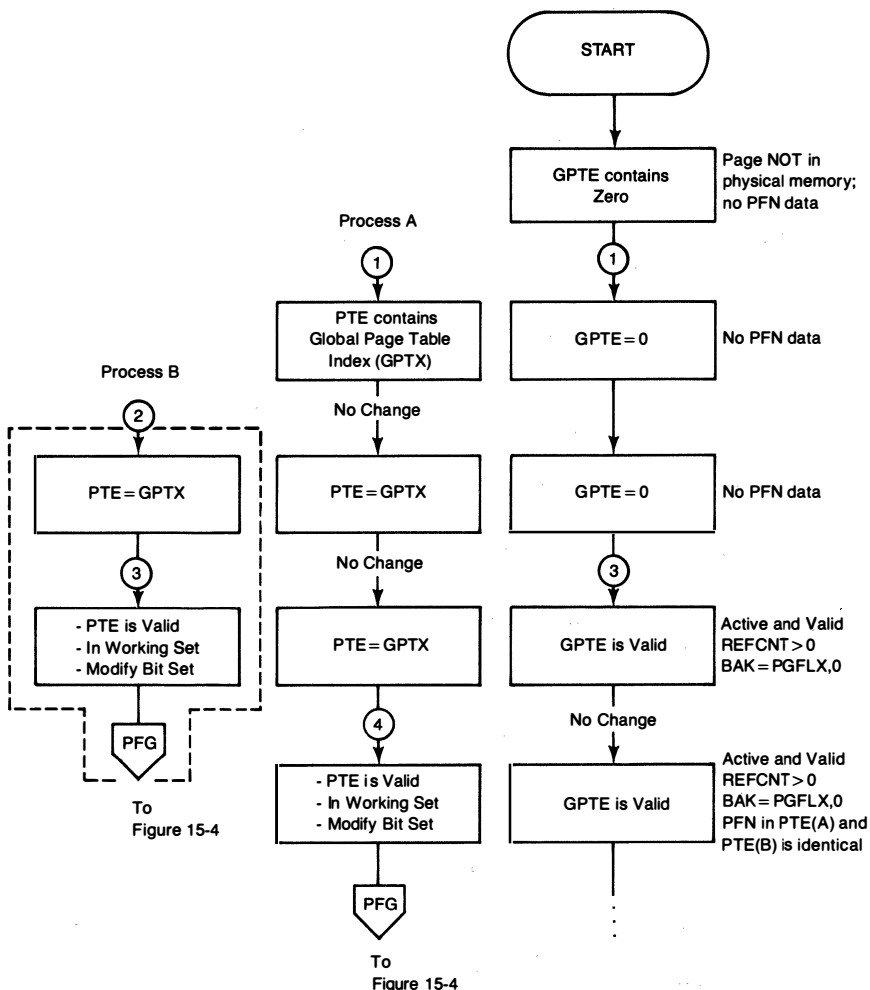 START
GPTE contains
Zero
Page NOT in
physical memory;
no PFN data
Process A
1
1
PTE contains
Global Page Table
Index (GPTX)
GPTE = 0
No PFN data
Process B
No Change
2
PTE = GPTX
PTE = GPTX
GPTE = 0
No PFN data
No Change
3
3
- PTE is Valid
- In Working Set
- Modify Bit Set
PTE = GPTX
GPTE is Valid
Active and Valid
REFCNT > 0
BAK = PGFLX,0
PFG
To
Figure 15-4
4
No Change
- PTE is Valid
- In Working Set
- Modify Bit Set
GPTE is Valid
Active and Valid
REFCNT > 0
BAK = PGFLX,0
PFN in PTE(A) and
PTE(B) is identical
PFG
To
Figure 15-4